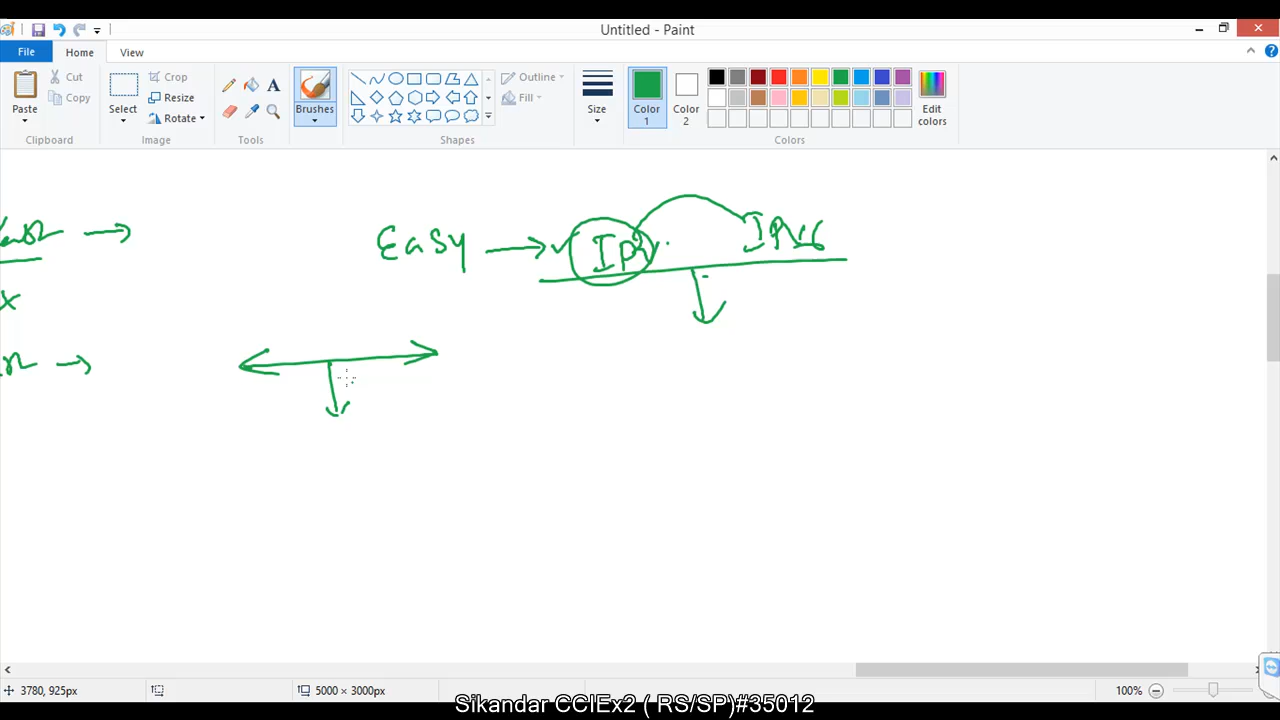 Untitled - Paint
File Home View
Paste Cut Copy Select Crop Resize Rotate Brushes Outline Fill Size Color 1 Color 2 Edit colors
Clipboard Image Tools Shapes Colors
Easy IPv IPv6
x
3780, 925px 5000 × 3000px 100%
Sikandar CCIEx2 ( RS/SP)#35012